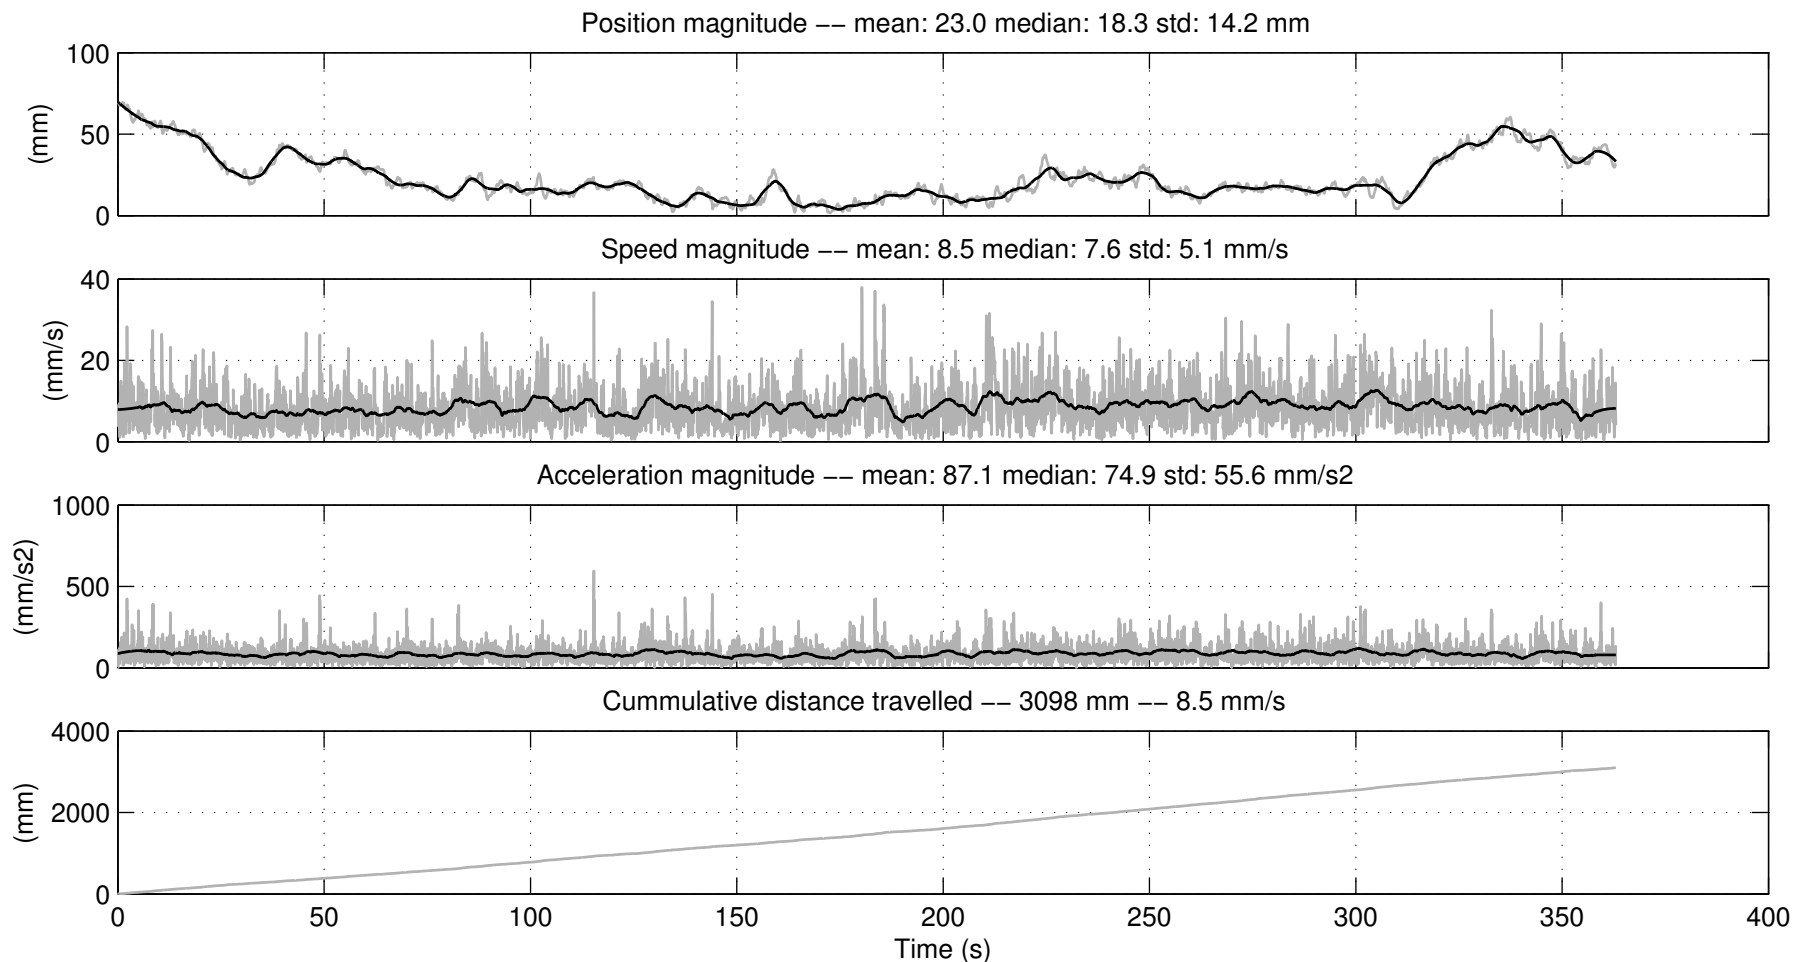 Position magnitude −− mean: 23.0 median: 18.3 std: 14.2 mm
100
50
0
(mm)
Speed magnitude −− mean: 8.5 median: 7.6 std: 5.1 mm/s
40
20
0
(mm/s)
Acceleration magnitude −− mean: 87.1 median: 74.9 std: 55.6 mm/s2
1000
500
0
(mm/s2)
Cummulative distance travelled −− 3098 mm −− 8.5 mm/s
4000
2000
0
(mm)
0 50 100 150 200 250 300 350 400
Time (s)